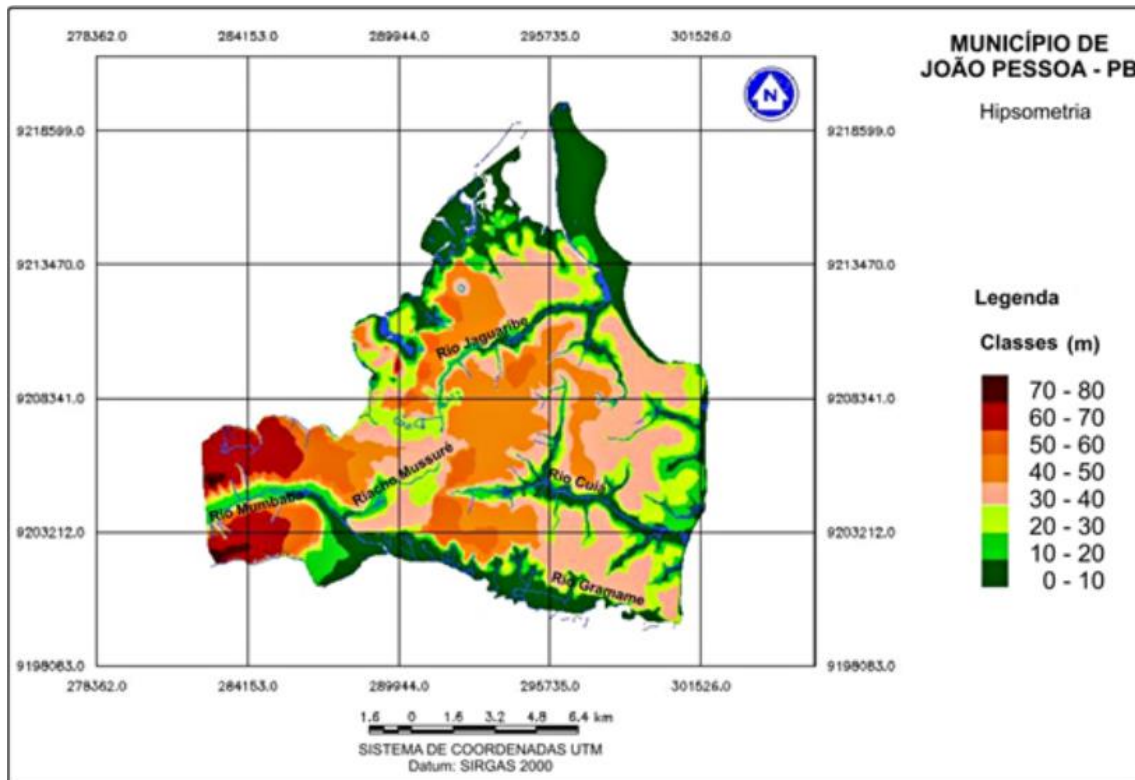 278362.0 284153.0 289944.0 295735.0 301526.0
MUNICÍPIO DE
JOÃO PESSOA - PB
Hipsometria
N
9218599.0 9218599.0
9213470.0 9213470.0
Rio Jaguaribe
9208341.0 9208341.0
Riacho Mussuré
Rio Cuiá
Rio Mumbaba
9203212.0 9203212.0
Rio Gramame
9198083.0 9198083.0
278362.0 284153.0 289944.0 295735.0 301526.0
Legenda
Classes (m)
70 - 80
60 - 70
50 - 60
40 - 50
30 - 40
20 - 30
10 - 20
0 - 10
1.6 0 1.6 3.2 4.8 6.4 km
SISTEMA DE COORDENADAS UTM
Datum: SIRGAS 2000